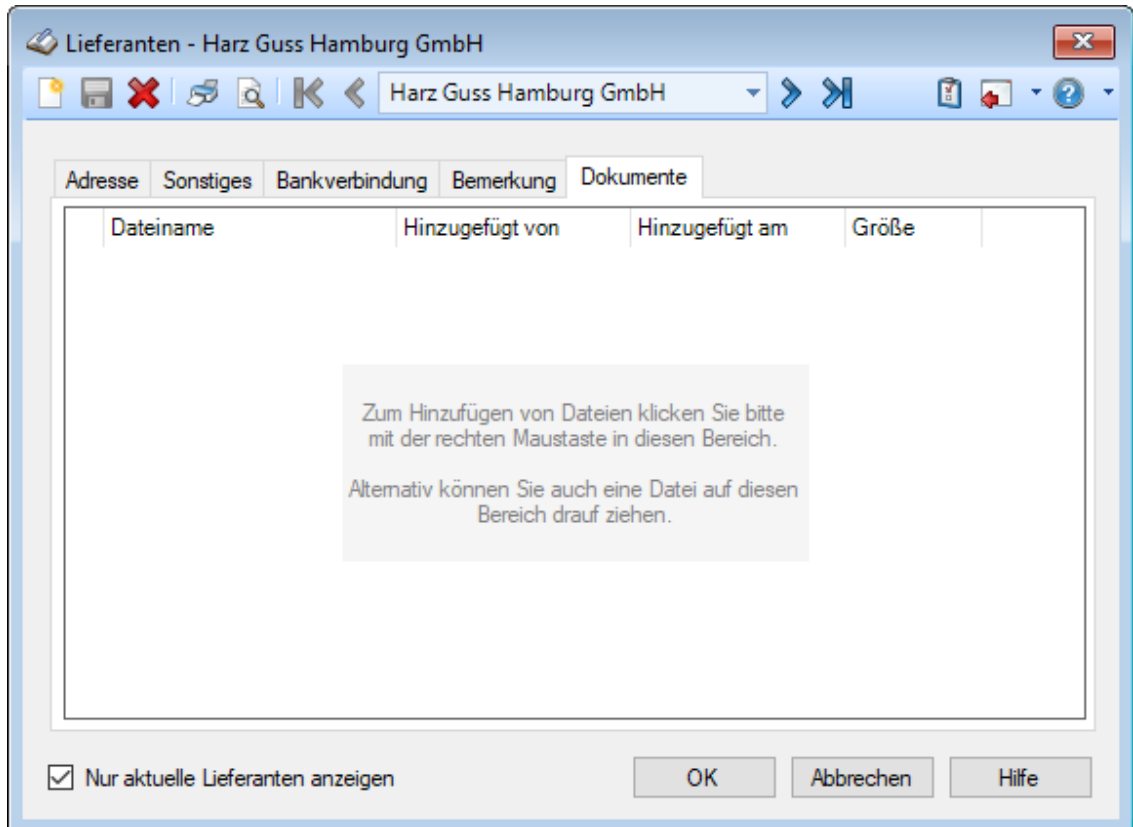 Lieferanten - Harz Guss Hamburg GmbH
Harz Guss Hamburg GmbH
Adresse Sonstiges Bankverbindung Bemerkung Dokumente
Dateiname Hinzugefügt von Hinzugefügt am Größe
Zum Hinzufügen von Dateien klicken Sie bitte
mit der rechten Maustaste in diesen Bereich.
Alternativ können Sie auch eine Datei auf diesen
Bereich drauf ziehen.
Nur aktuelle Lieferanten anzeigen OK Abbrechen Hilfe